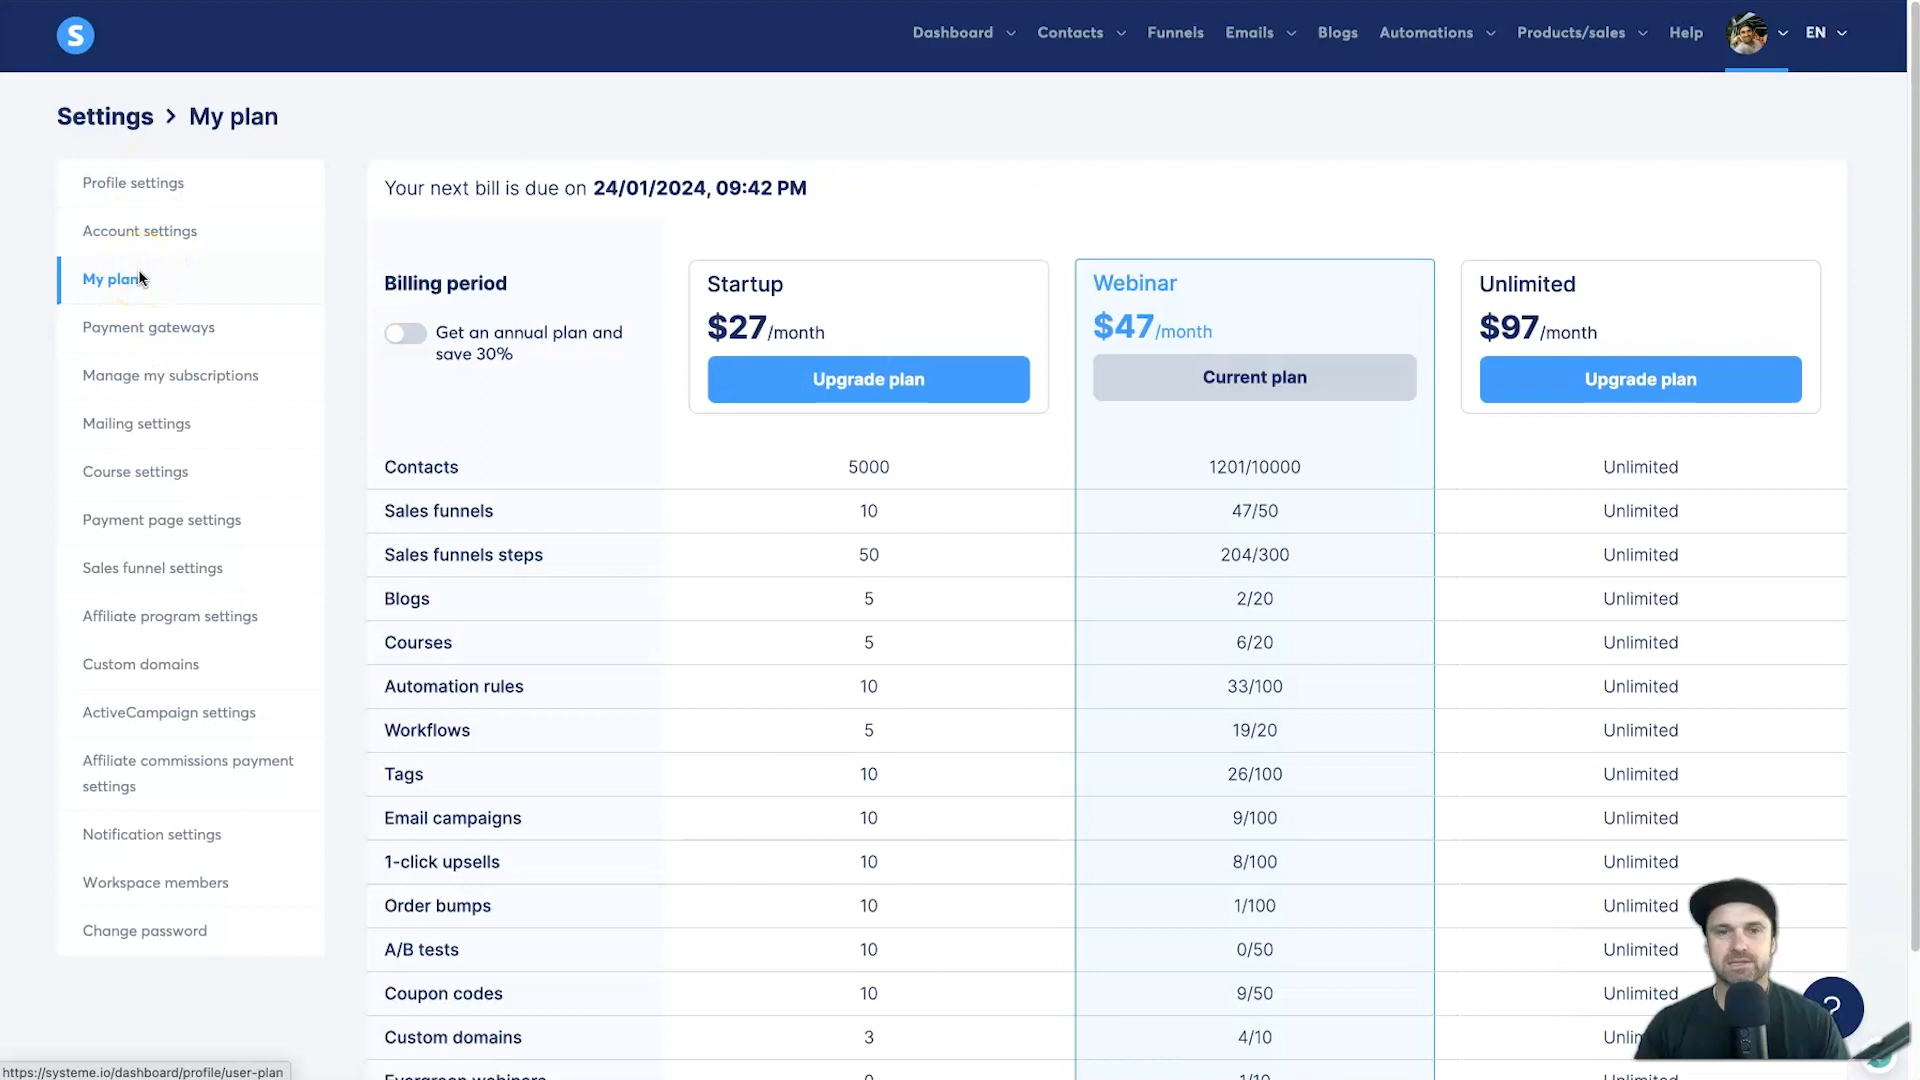 S
Dashboard
Contacts
Funnels
Emails
Blogs
Automations
Products/sales
Help
EN
Settings > My plan
Profile settings
Account settings
My plan
Payment gateways
Manage my subscriptions
Mailing settings
Course settings
Payment page settings
Sales funnel settings
Affiliate program settings
Custom domains
ActiveCampaign settings
Affiliate commissions payment
settings
Notification settings
Workspace members
Change password
Your next bill is due on 24/01/2024, 09:42 PM
Billing period
Get an annual plan and
save 30%
Startup
$27/month
Upgrade plan
Webinar
$47/month
Current plan
Unlimited
$97/month
Upgrade plan
Contacts 5000 1201/10000 Unlimited
Sales funnels 10 47/50 Unlimited
Sales funnels steps 50 204/300 Unlimited
Blogs 5 2/20 Unlimited
Courses 5 6/20 Unlimited
Automation rules 10 33/100 Unlimited
Workflows 5 19/20 Unlimited
Tags 10 26/100 Unlimited
Email campaigns 10 9/100 Unlimited
1-click upsells 10 8/100 Unlimited
Order bumps 10 1/100 Unlimited
A/B tests 10 0/50 Unlimited
Coupon codes 10 9/50 Unlimited
Custom domains 3 4/10
?
https://systeme.io/dashboard/profile/user-plan